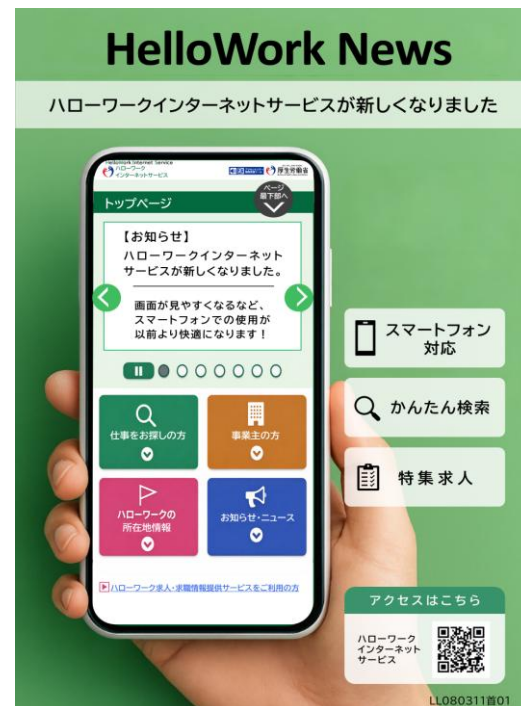 HelloWork News
ハローワークインターネットサービスが新しくなりました
HelloWork Internet Service
ハローワーク
インターネットサービス
厚生労働省
トップページ
ページ
最下部へ
【お知らせ】
ハローワークインターネット
サービスが新しくなりました。
画面が見やすくなるなど、
スマートフォンでの使用が
以前より快適になります！
仕事をお探しの方
事業主の方
ハローワークの
所在地情報
お知らせ・ニュース
ハローワーク求人・求職情報提供サービスをご利用の方
スマートフォン
対応
かんたん検索
特集求人
アクセスはこちら
ハローワーク
インターネット
サービス
LL080311首01